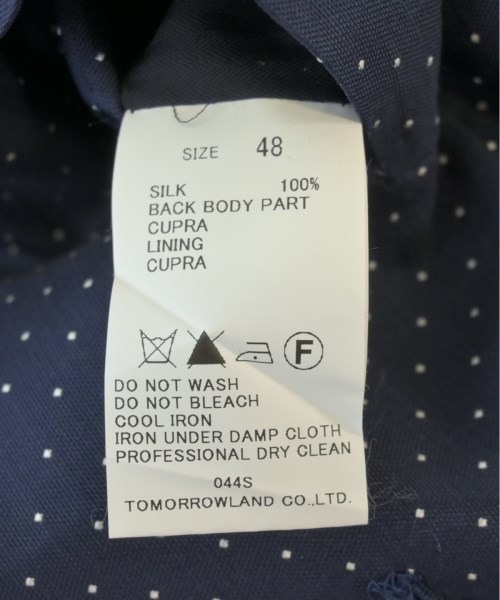 SIZE 48
SILK 100%
BACK BODY PART
CUPRA
LINING
CUPRA
F
DO NOT WASH
DO NOT BLEACH
COOL IRON
IRON UNDER DAMP CLOTH
PROFESSIONAL DRY CLEAN
044S
TOMORROWLAND CO.,LTD.